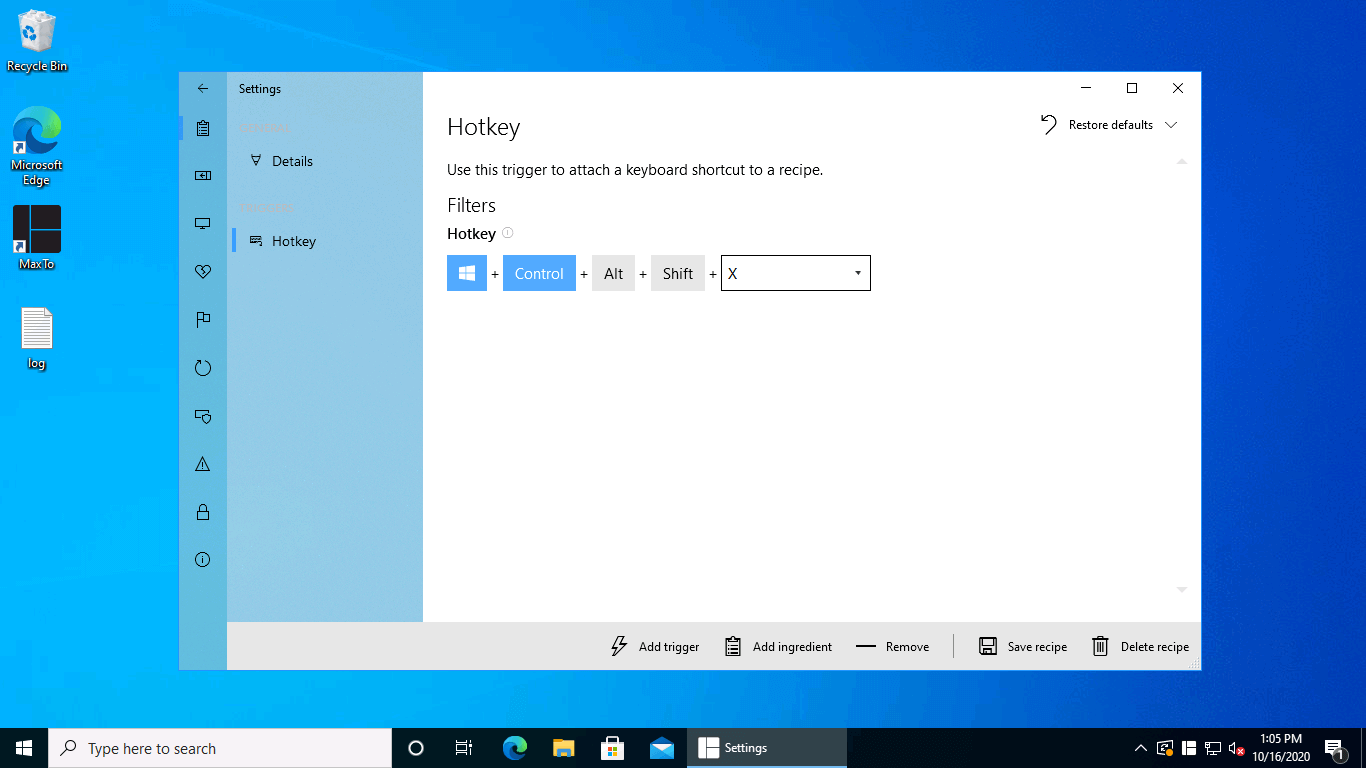 Recycle Bin
Microsoft
Edge
MaxTo
log
Settings
Details
Hotkey
Hotkey
Restore defaults
Use this trigger to attach a keyboard shortcut to a recipe.
Filters
Hotkey
+ Control + Alt + Shift + X
Add trigger
Add ingredient
Remove
Save recipe
Delete recipe
Type here to search
Settings
1:05 PM
10/16/2020
1